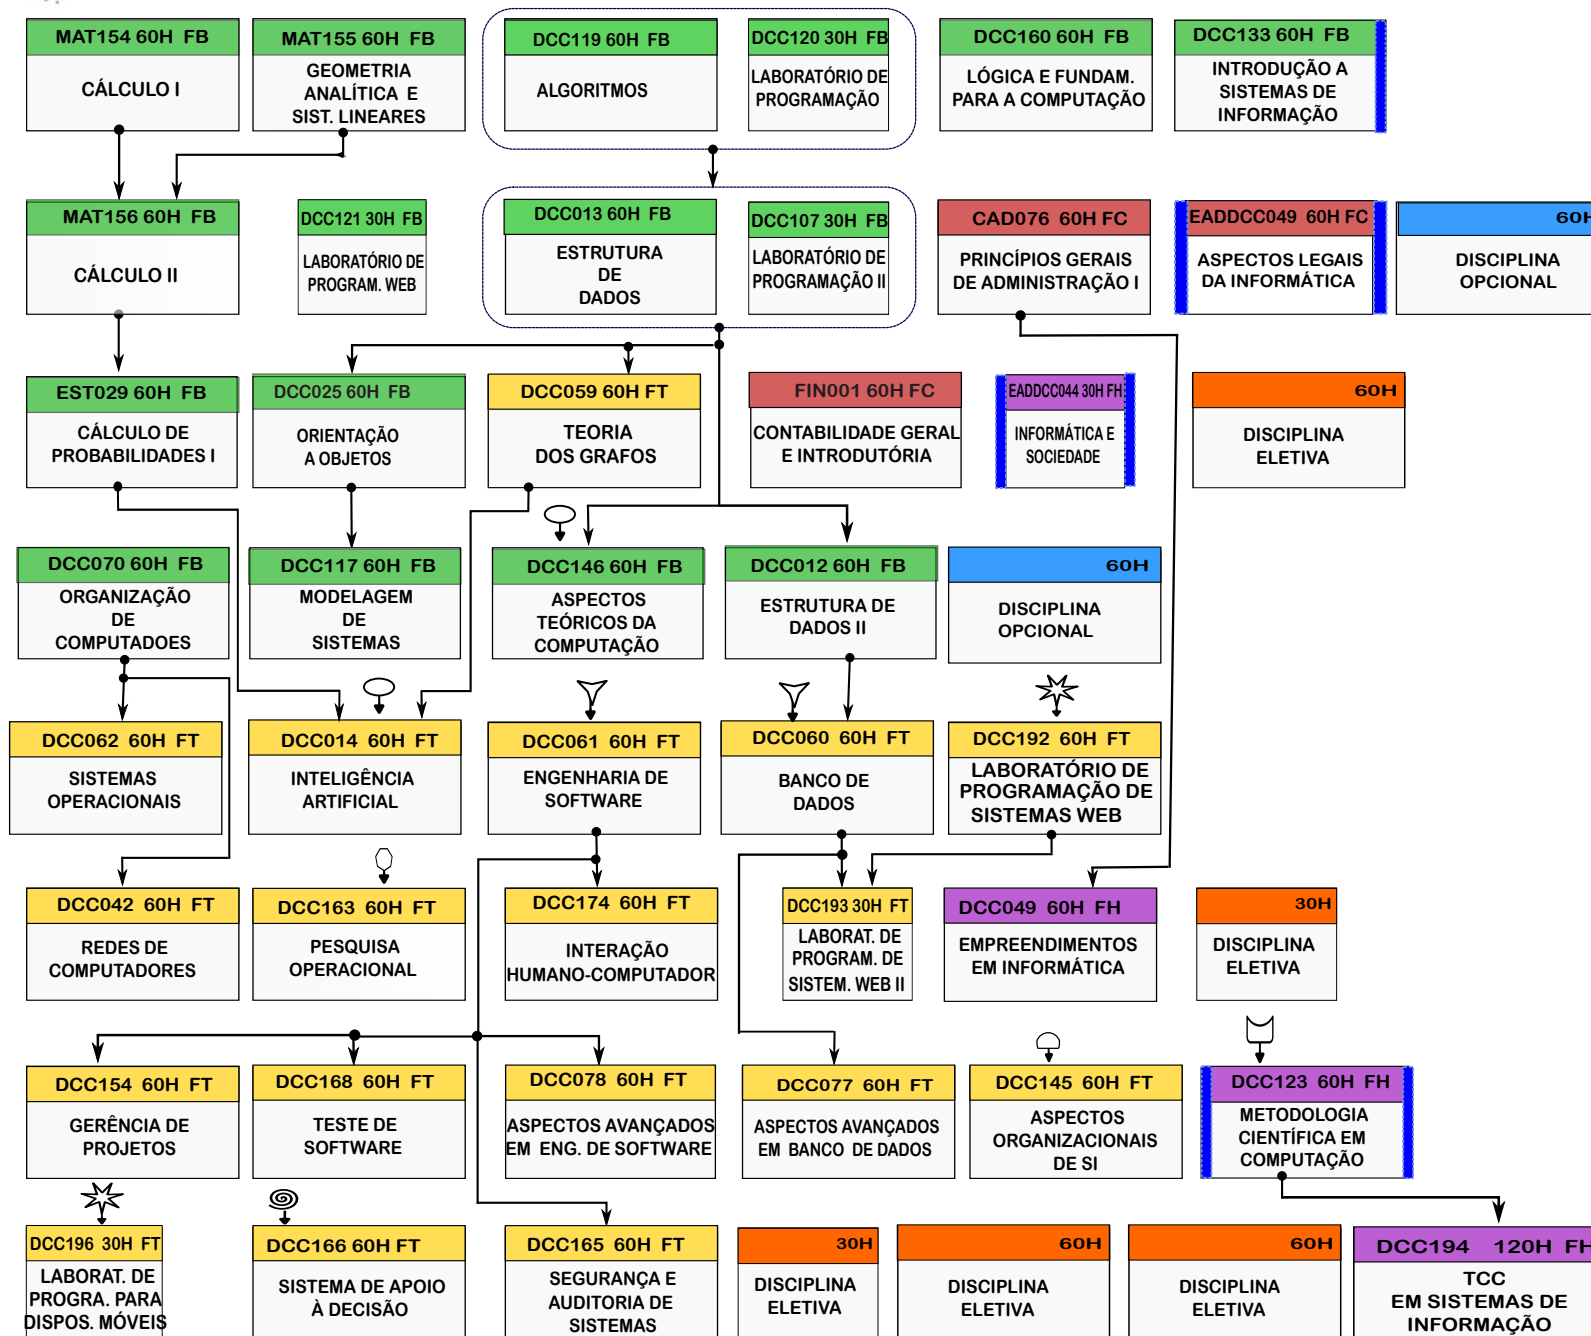 MAT154 60H FB
CÁLCULO I
MAT155 60H FB
GEOMETRIA
ANALÍTICA E
SIST. LINEARES
DCC119 60H FB
ALGORITMOS
DCC120 30H FB
LABORATÓRIO DE
PROGRAMAÇÃO
DCC160 60H FB
LÓGICA E FUNDAM.
PARA A COMPUTAÇÃO
DCC133 60H FB
INTRODUÇÃO A
SISTEMAS DE
INFORMAÇÃO
MAT156 60H FB
CÁLCULO II
DCC121 30H FB
LABORATÓRIO DE
PROGRAM. WEB
DCC013 60H FB
ESTRUTURA
DE
DADOS
DCC107 30H FB
LABORATÓRIO DE
PROGRAMAÇÃO II
CAD076 60H FC
PRINCÍPIOS GERAIS
DE ADMINISTRAÇÃO I
EADDCC049 60H FC
ASPECTOS LEGAIS
DA INFORMÁTICA
60H
DISCIPLINA
OPCIONAL
EST029 60H FB
CÁLCULO DE
PROBABILIDADES I
DCC025 60H FB
ORIENTAÇÃO
A OBJETOS
DCC059 60H FT
TEORIA
DOS GRAFOS
FIN001 60H FC
CONTABILIDADE GERAL
E INTRODUTÓRIA
EADDCC044 30H FH
INFORMÁTICA E
SOCIEDADE
60H
DISCIPLINA
ELETIVA
DCC070 60H FB
ORGANIZAÇÃO
DE
COMPUTADOES
DCC117 60H FB
MODELAGEM
DE
SISTEMAS
DCC146 60H FB
ASPECTOS
TEÓRICOS DA
COMPUTAÇÃO
DCC012 60H FB
ESTRUTURA DE
DADOS II
60H
DISCIPLINA
OPCIONAL
DCC062 60H FT
SISTEMAS
OPERACIONAIS
DCC014 60H FT
INTELIGÊNCIA
ARTIFICIAL
DCC061 60H FT
ENGENHARIA DE
SOFTWARE
DCC060 60H FT
BANCO DE
DADOS
DCC192 60H FT
LABORATÓRIO DE
PROGRAMAÇÃO DE
SISTEMAS WEB
DCC042 60H FT
REDES DE
COMPUTADORES
DCC163 60H FT
PESQUISA
OPERACIONAL
DCC174 60H FT
INTERAÇÃO
HUMANO-COMPUTADOR
DCC193 30H FT
LABORAT. DE
PROGRAM. DE
SISTEM. WEB II
DCC049 60H FH
EMPREENDIMENTOS
EM INFORMÁTICA
30H
DISCIPLINA
ELETIVA
DCC154 60H FT
GERÊNCIA DE
PROJETOS
DCC168 60H FT
TESTE DE
SOFTWARE
DCC078 60H FT
ASPECTOS AVANÇADOS
EM ENG. DE SOFTWARE
DCC077 60H FT
ASPECTOS AVANÇADOS
EM BANCO DE DADOS
DCC145 60H FT
ASPECTOS
ORGANIZACIONAIS
DE SI
DCC123 60H FH
METODOLOGIA
CIENTÍFICA EM
COMPUTAÇÃO
DCC196 30H FT
LABORAT. DE
PROGRA. PARA
DISPOS. MÓVEIS
DCC166 60H FT
SISTEMA DE APOIO
À DECISÃO
DCC165 60H FT
SEGURANÇA E
AUDITORIA DE
SISTEMAS
30H
DISCIPLINA
ELETIVA
60H
DISCIPLINA
ELETIVA
60H
DISCIPLINA
ELETIVA
DCC194 120H FH
TCC
EM SISTEMAS DE
INFORMAÇÃO